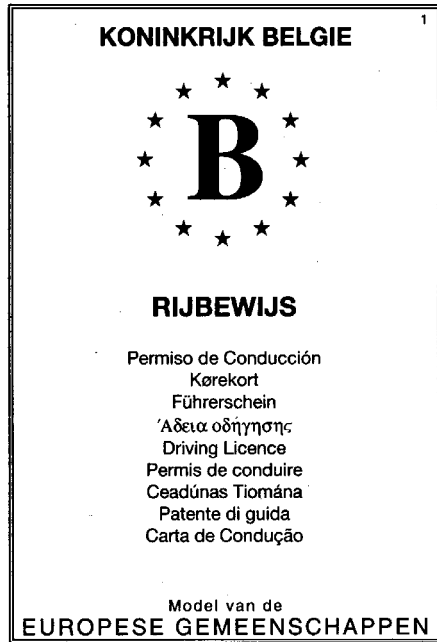 1
KONINKRIJK BELGIE
B
RIJBEWIJS
Permiso de Conducción
Kørekort
Führerschein
Άδεια οδήγησης
Driving Licence
Permis de conduire
Ceadúnas Tiomána
Patente di guida
Carta de Condução
Model van de
EUROPESE GEMEENSCHAPPEN